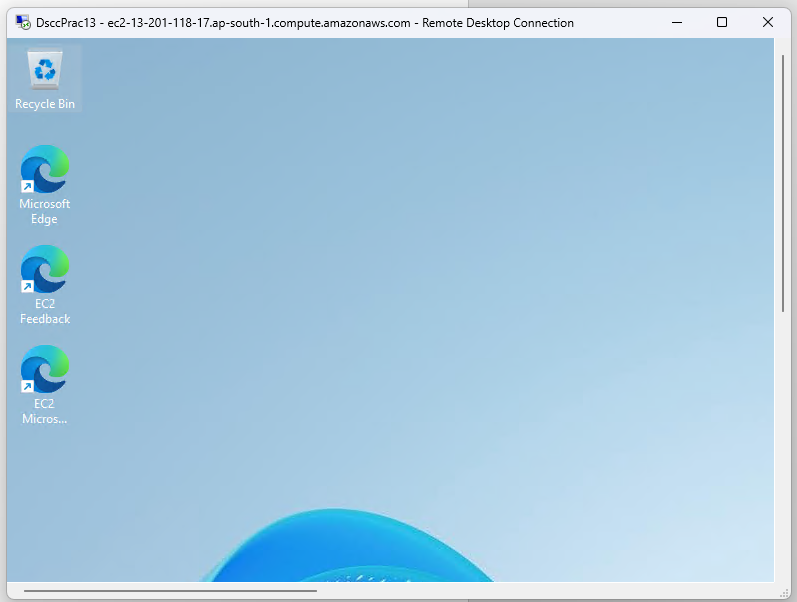 DsccPrac13 - ec2-13-201-118-17.ap-south-1.compute.amazonaws.com - Remote Desktop Connection
Recycle Bin
Microsoft
Edge
EC2
Feedback
EC2
Micros...